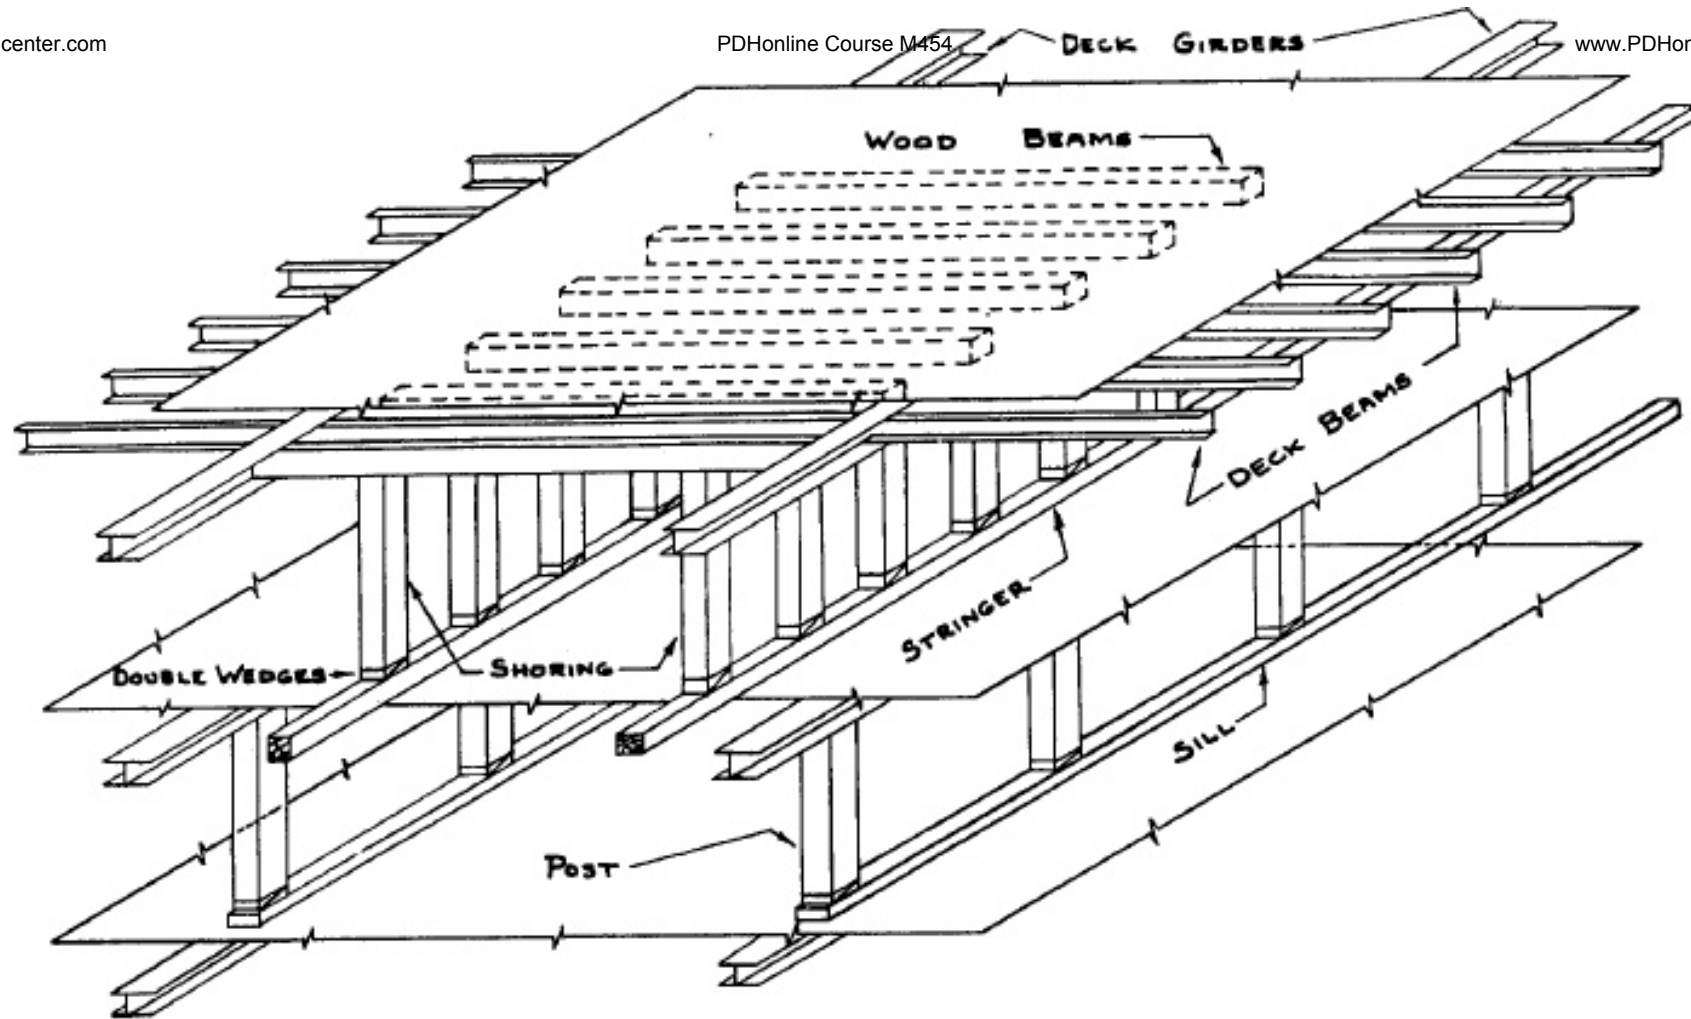 center.com
PDHonline Course M454
www.PDHon
DECK GIRDERS
WOOD BEAMS
DECK BEAMS
STRINGER
DOUBLE WEDGES
SHORING
SILL
POST